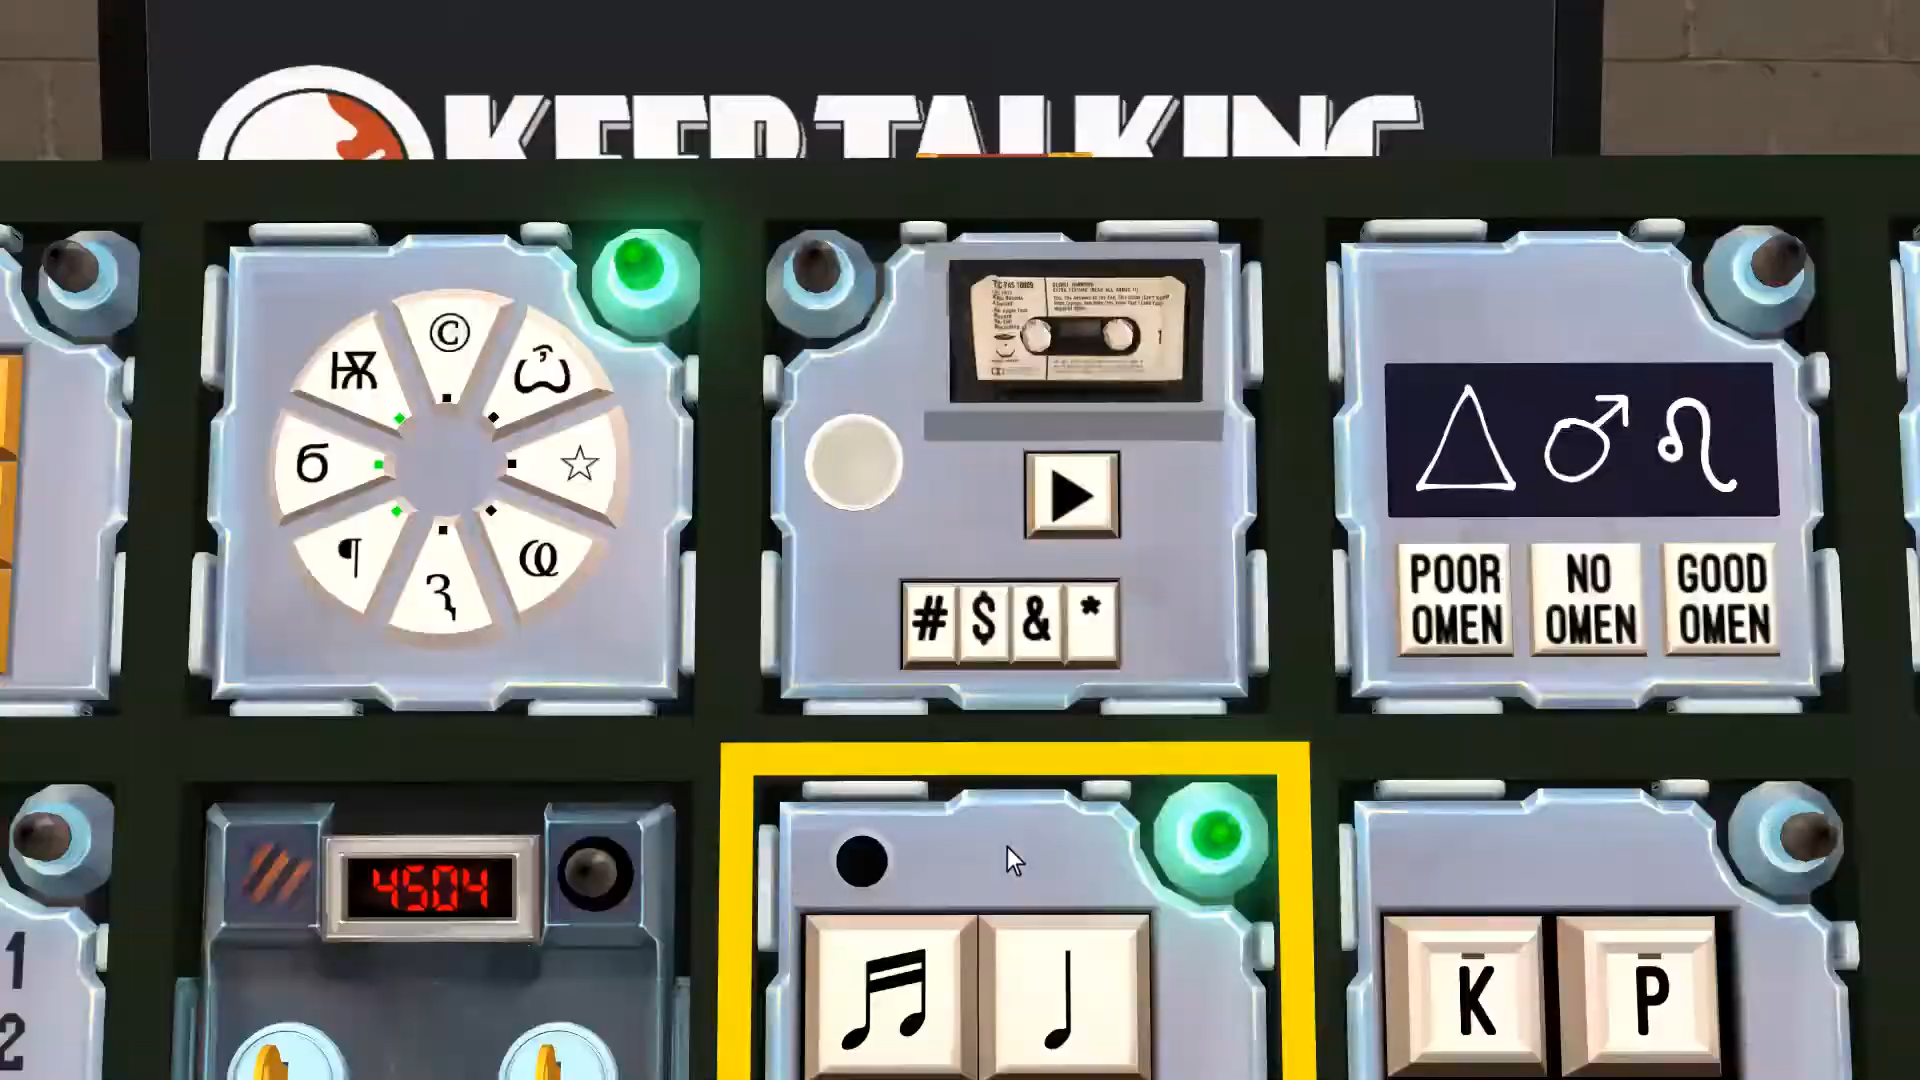 KEEP TALKING
©
Ѭ
ѽ
☆
б
¶
# $ & *
POOR OMEN
NO OMEN
GOOD OMEN
4504
1
2
K
P